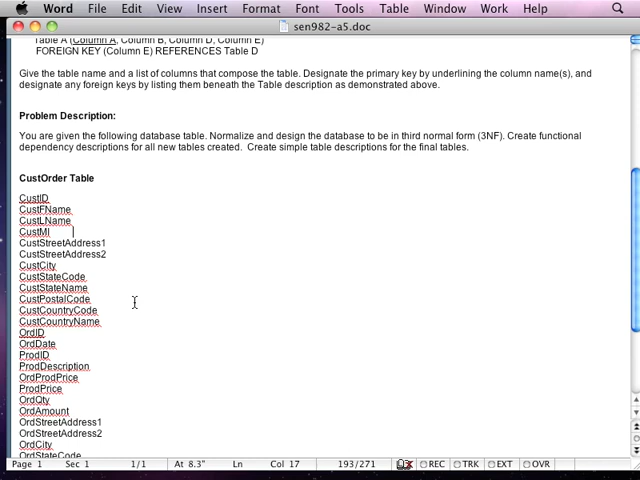 Word File Edit View Insert Format Font Tools Table Window Work Help
sen982-a5.doc
Table A (Column A, Column B, Column D, Column E)
FOREIGN KEY (Column E) REFERENCES Table D
Give the table name and a list of columns that compose the table. Designate the primary key by underlining the column name(s), and
designate any foreign keys by listing them beneath the Table description as demonstrated above.
Problem Description:
You are given the following database table. Normalize and design the database to be in third normal form (3NF). Create functional
dependency descriptions for all new tables created. Create simple table descriptions for the final tables.
CustOrder Table
CustID
CustFName
CustLName
CustMI
CustStreetAddress1
CustStreetAddress2
CustCity
CustStateCode
CustStateName
CustPostalCode
CustCountryCode
CustCountryName
OrdID
OrdDate
ProdID
ProdDescription
OrdProdPrice
ProdPrice
OrdQty
OrdAmount
OrdStreetAddress1
OrdStreetAddress2
OrdCity
OrdStateCode
Page 1 Sec 1 1/1 At 8.3" Ln Col 17 193/271 REC TRK EXT OVR